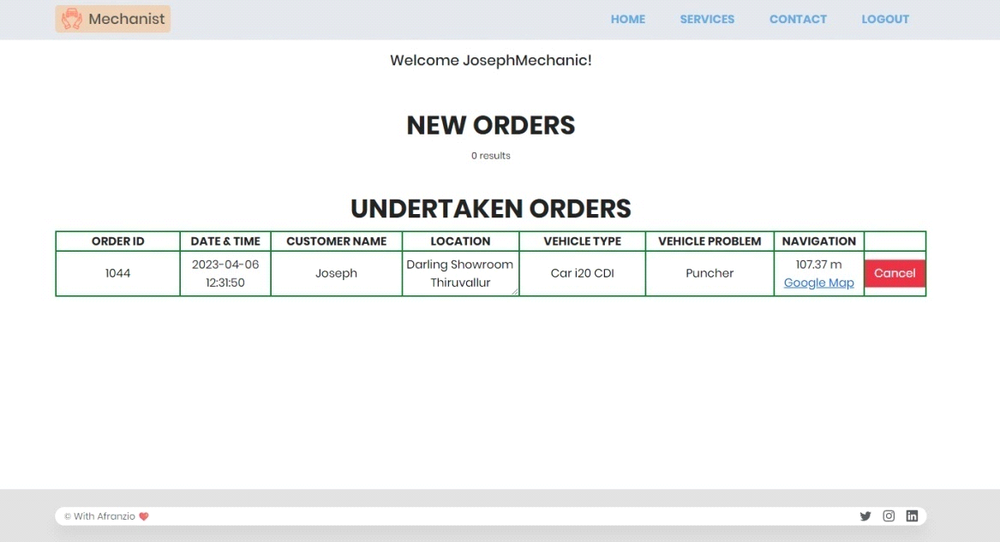 Mechanist
HOME SERVICES CONTACT LOGOUT
Welcome JosephMechanic!
NEW ORDERS
0 results
UNDERTAKEN ORDERS
ORDER ID DATE & TIME CUSTOMER NAME LOCATION VEHICLE TYPE VEHICLE PROBLEM NAVIGATION
1044 2023-04-06 12:31:50 Joseph Darling Showroom Thiruvallur Car i20 CDI Puncher 107.37 m Google Map Cancel
© With Afranzio ❤️